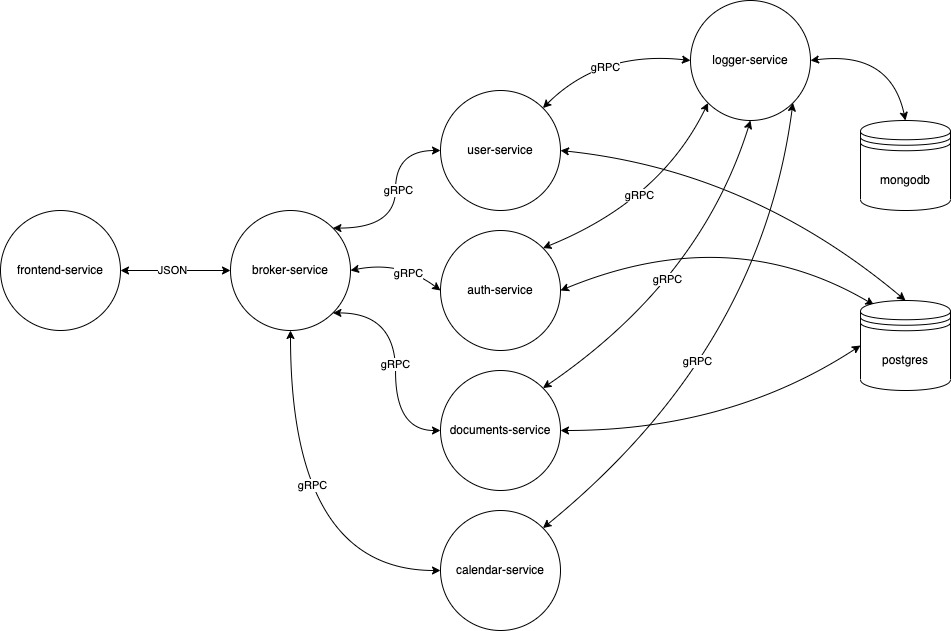 logger-service
gRPC
mongodb
user-service
gRPC
gRPC
frontend-service
JSON
broker-service
gRPC
auth-service
gRPC
postgres
gRPC
gRPC
documents-service
gRPC
calendar-service